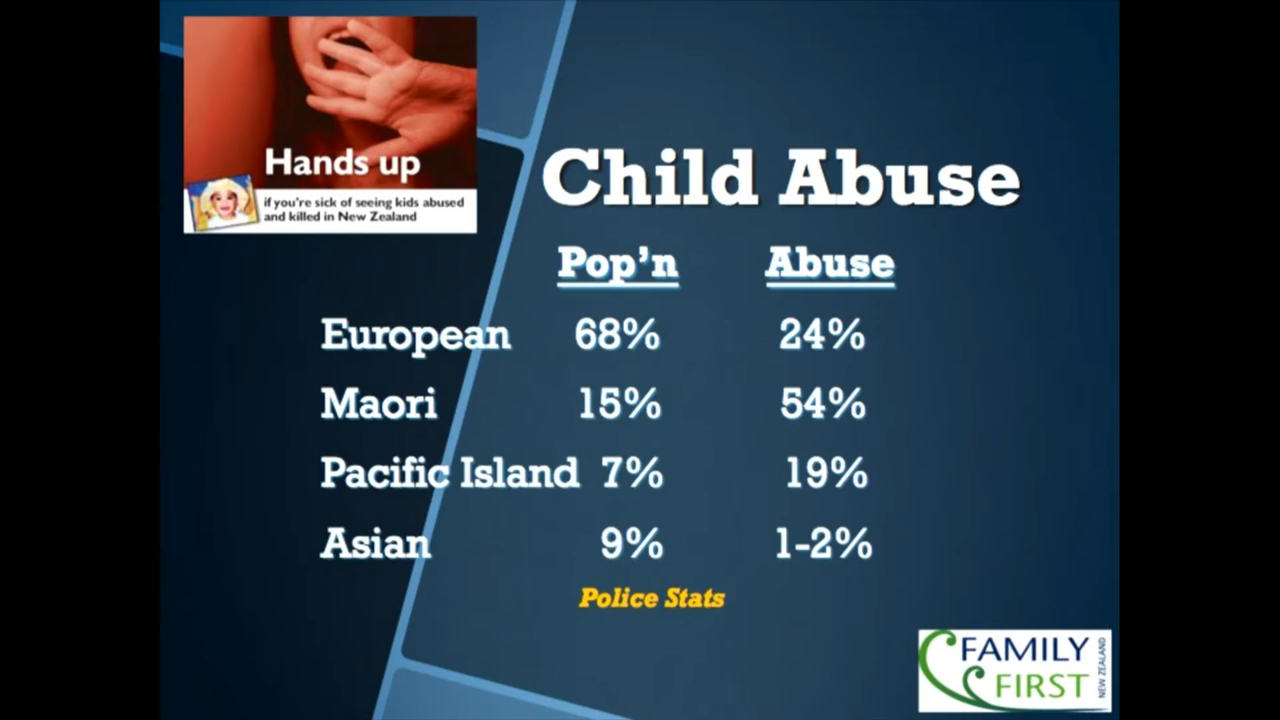 Hands up
if you're sick of seeing kids abused
and killed in New Zealand
Child Abuse
Pop'n Abuse
European 68% 24%
Maori 15% 54%
Pacific Island 7% 19%
Asian 9% 1-2%
Police Stats
FAMILY
FIRST
NEW ZEALAND